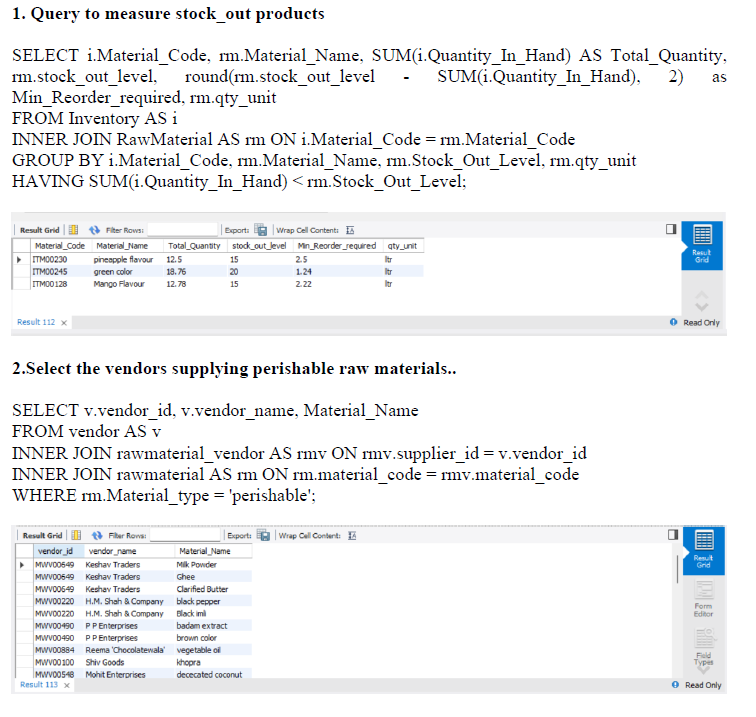 1. Query to measure stock_out products
SELECT i.Material_Code, rm.Material_Name, SUM(i.Quantity_In_Hand) AS Total_Quantity,
rm.stock_out_level, round(rm.stock_out_level - SUM(i.Quantity_In_Hand), 2) as
Min_Reorder_required, rm.qty_unit
FROM Inventory AS i
INNER JOIN RawMaterial AS rm ON i.Material_Code = rm.Material_Code
GROUP BY i.Material_Code, rm.Material_Name, rm.Stock_Out_Level, rm.qty_unit
HAVING SUM(i.Quantity_In_Hand) < rm.Stock_Out_Level;
Result Grid Filter Rows: Export: Wrap Cell Content:
Material_Code Material_Name Total_Quantity stock_out_level Min_Reorder_required qty_unit
ITM00230 pineapple flavour 12.5 15 2.5 ltr
ITM00245 green color 18.76 20 1.24 ltr
ITM00128 Mango Flavour 12.78 15 2.22 ltr
Result
Grid
Result 112 × Read Only
2.Select the vendors supplying perishable raw materials..
SELECT v.vendor_id, v.vendor_name, Material_Name
FROM vendor AS v
INNER JOIN rawmaterial_vendor AS rmv ON rmv.supplier_id = v.vendor_id
INNER JOIN rawmaterial AS rm ON rm.material_code = rmv.material_code
WHERE rm.Material_type = 'perishable';
Result Grid Filter Rows: Export: Wrap Cell Content:
vendor_id vendor_name Material_Name
MWV00649 Keshav Traders Milk Powder
MWV00649 Keshav Traders Ghee
MWV00649 Keshav Traders Clarified Butter
MWV00220 H.M. Shah & Company black pepper
MWV00220 H.M. Shah & Company Black imli
MWV00490 P P Enterprises badam extract
MWV00490 P P Enterprises brown color
MWV00884 Reema 'Chocolatewala' vegetable oil
MWV00100 Shiv Goods khopra
MWV00548 Mohit Enterprises dececated coconut
Result
Grid
Form
Editor
Field
Types
Result 113 × Read Only